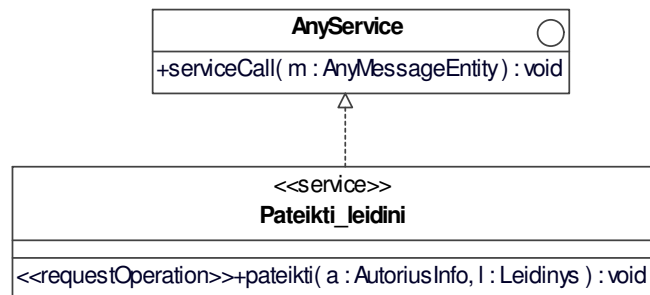 AnyService
+serviceCall( m : AnyMessageEntity ) : void
<<service>>
Pateikti_leidini
<<requestOperation>>+pateikti( a : AutoriusInfo, l : Leidinys ) : void